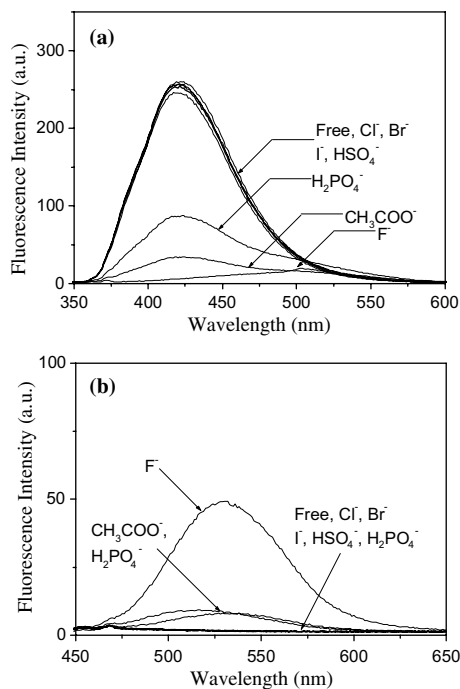 (a)
300
200
100
0
Fluorescence Intensity (a.u.)
Free, Cl⁻, Br⁻
I⁻, HSO₄⁻
H₂PO₄⁻
CH₃COO⁻
F⁻
350 400 450 500 550 600
Wavelength (nm)
(b)
100
50
0
Fluorescence Intensity (a.u.)
F⁻
CH₃COO⁻,
H₂PO₄⁻
Free, Cl⁻, Br⁻
I⁻, HSO₄⁻, H₂PO₄⁻
450 500 550 600 650
Wavelength (nm)